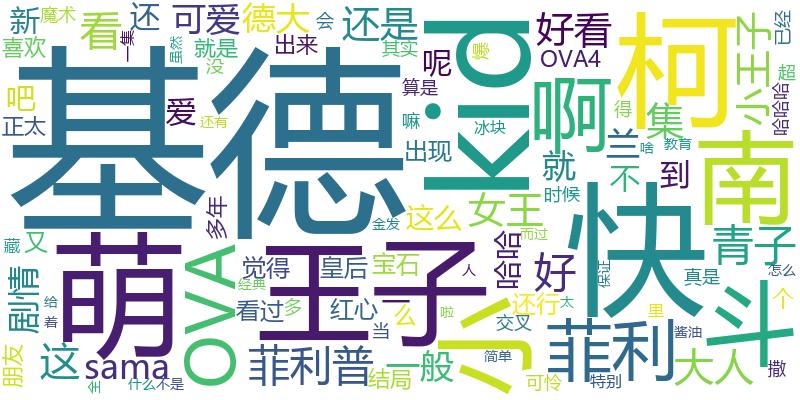 新 魔术 会 可爱 德大 还是
喜欢 看 一集 还 虽然 就是 出来 没 其实 爆 好看
吧 正太 爱 呢 算是 嘛 OVA4
基德 kid 柯南
小王子 已经 超 哈哈哈
还有 出现 冰块 啊 得 集 啥 教育
兰 就 不 到 时候
萌 王子 小 快斗
多年 金发 这么 女王 而过 青子
藏 又 OVA 觉得 皇后 宝石 人 哈哈 好 保证 真是 怎么
剧情 给 着 经典 看过 多 红心 么 啦 还行 太 里 个
当 交叉 菲利 酱油
朋友 这 sama 菲利普 一般 简单 大人 撒
全 什么 不是 结局 可怜 特别